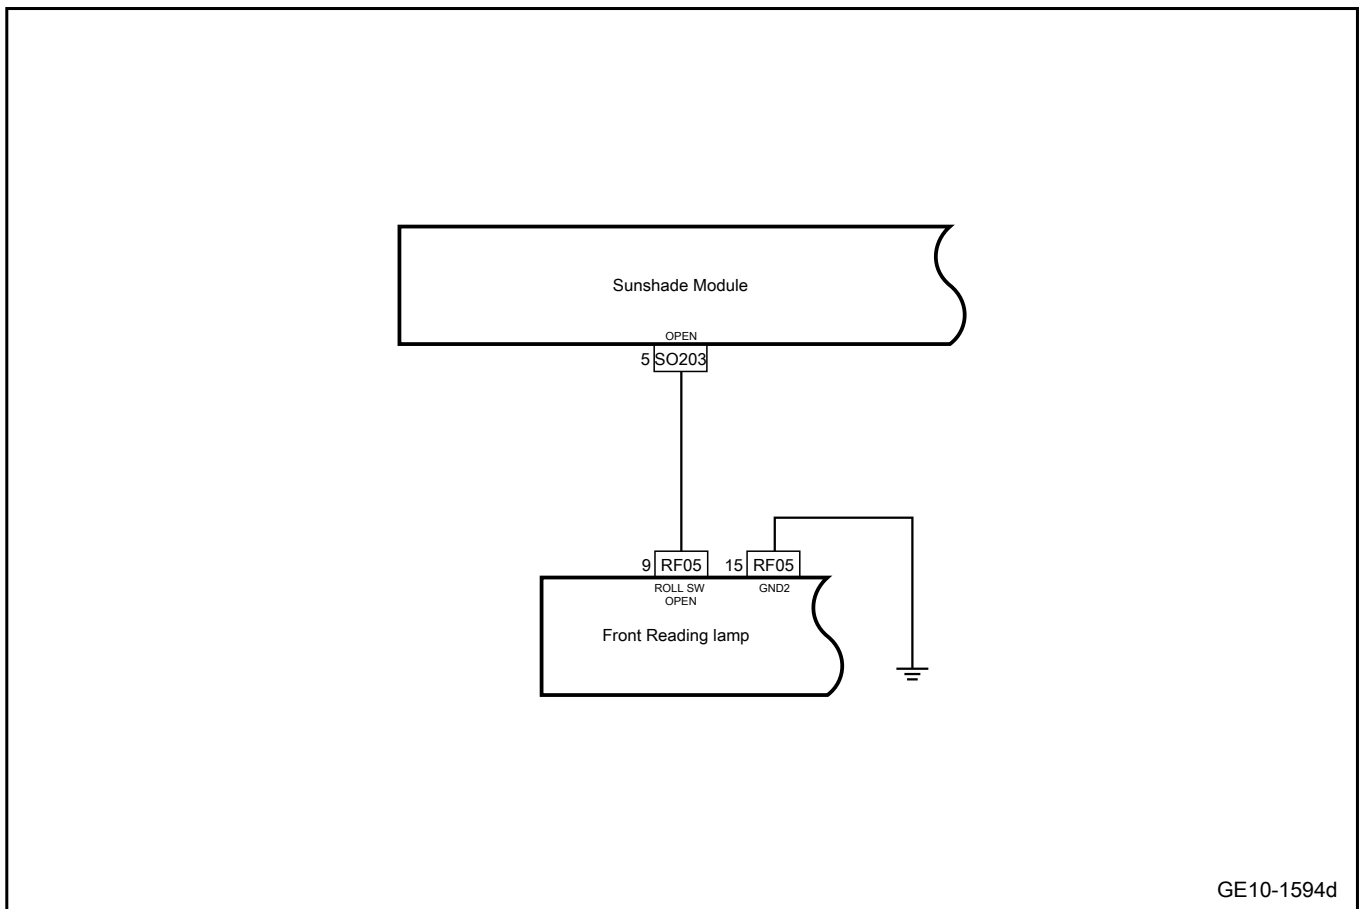 Sunshade Module
OPEN
5 SO203
9 RF05 15 RF05
ROLL SW GND2
OPEN
Front Reading lamp
GE10-1594d